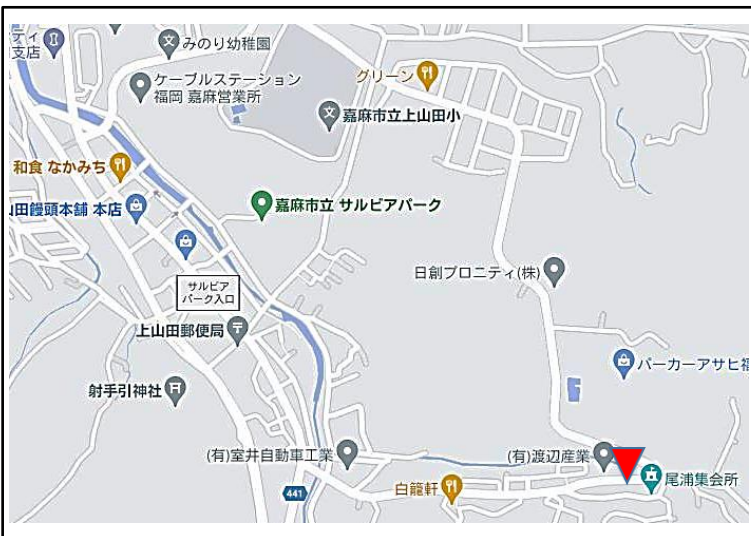 ティ
支店
みのり幼稚園
ケーブルステーション
福岡 嘉麻営業所
グリーン
嘉麻市立上山田小
和食 なかみち
山田饅頭本舗 本店
嘉麻市立 サルビアパーク
サルビア
パーク入口
日創プロニティ(株)
上山田郵便局
パーカーアサヒ福
射手引神社
(有)室井自動車工業
(有)渡辺産業
441
白龍軒
尾浦集会所